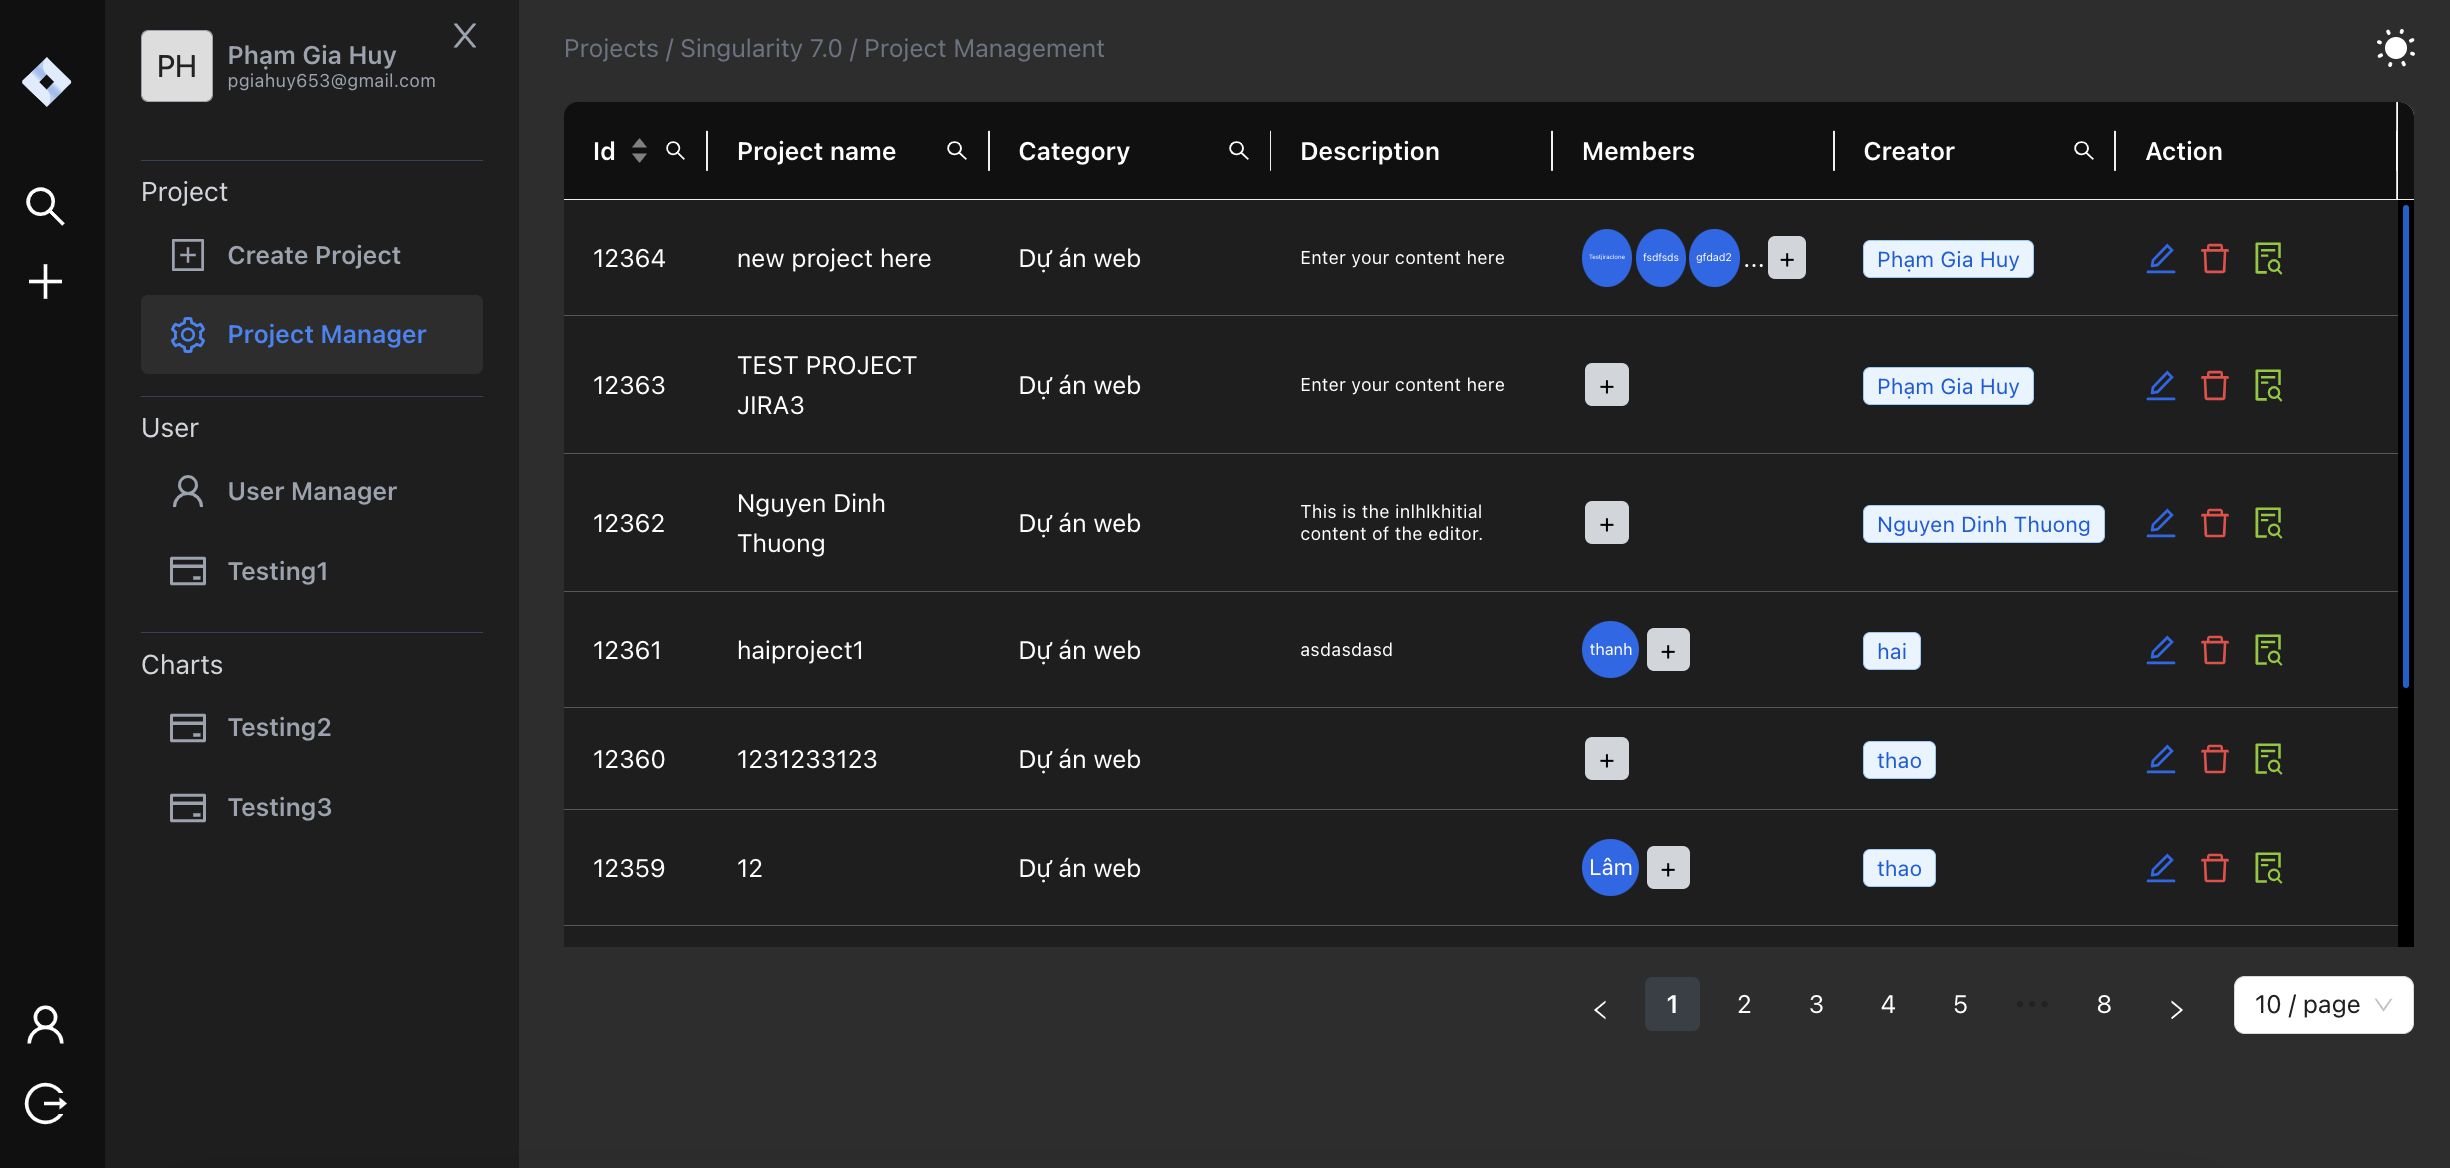 PH
Phạm Gia Huy
pgiahuy653@gmail.com
X
Project
Create Project
Project Manager
User
User Manager
Testing1
Charts
Testing2
Testing3
Projects / Singularity 7.0 / Project Management
Id Project name Category Description Members Creator Action
12364 new project here Dự án web Enter your content here Testjiraclone fsdfsds gfdad2 ... + Phạm Gia Huy
12363 TEST PROJECT JIRA3 Dự án web Enter your content here + Phạm Gia Huy
12362 Nguyen Dinh Thuong Dự án web This is the inlhlkhitial content of the editor. + Nguyen Dinh Thuong
12361 haiproject1 Dự án web asdasdasd thanh + hai
12360 1231233123 Dự án web + thao
12359 12 Dự án web Lâm + thao
< 1 2 3 4 5 ••• 8 > 10 / page